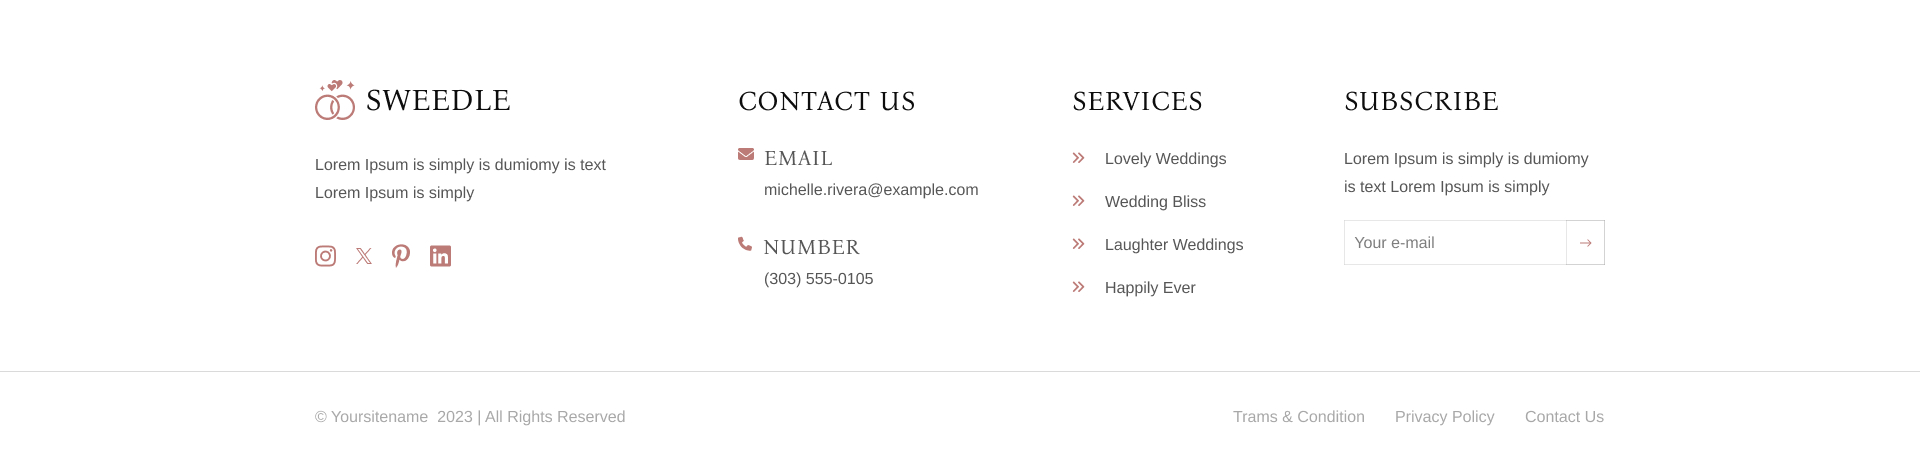 SWEEDLE
Lorem Ipsum is simply is dumiomy is text
Lorem Ipsum is simply
CONTACT US
EMAIL
michelle.rivera@example.com
NUMBER
(303) 555-0105
SERVICES
Lovely Weddings
Wedding Bliss
Laughter Weddings
Happily Ever
SUBSCRIBE
Lorem Ipsum is simply is dumiomy
is text Lorem Ipsum is simply
Your e-mail
© Yoursitename  2023 | All Rights Reserved
Trams & Condition
Privacy Policy
Contact Us